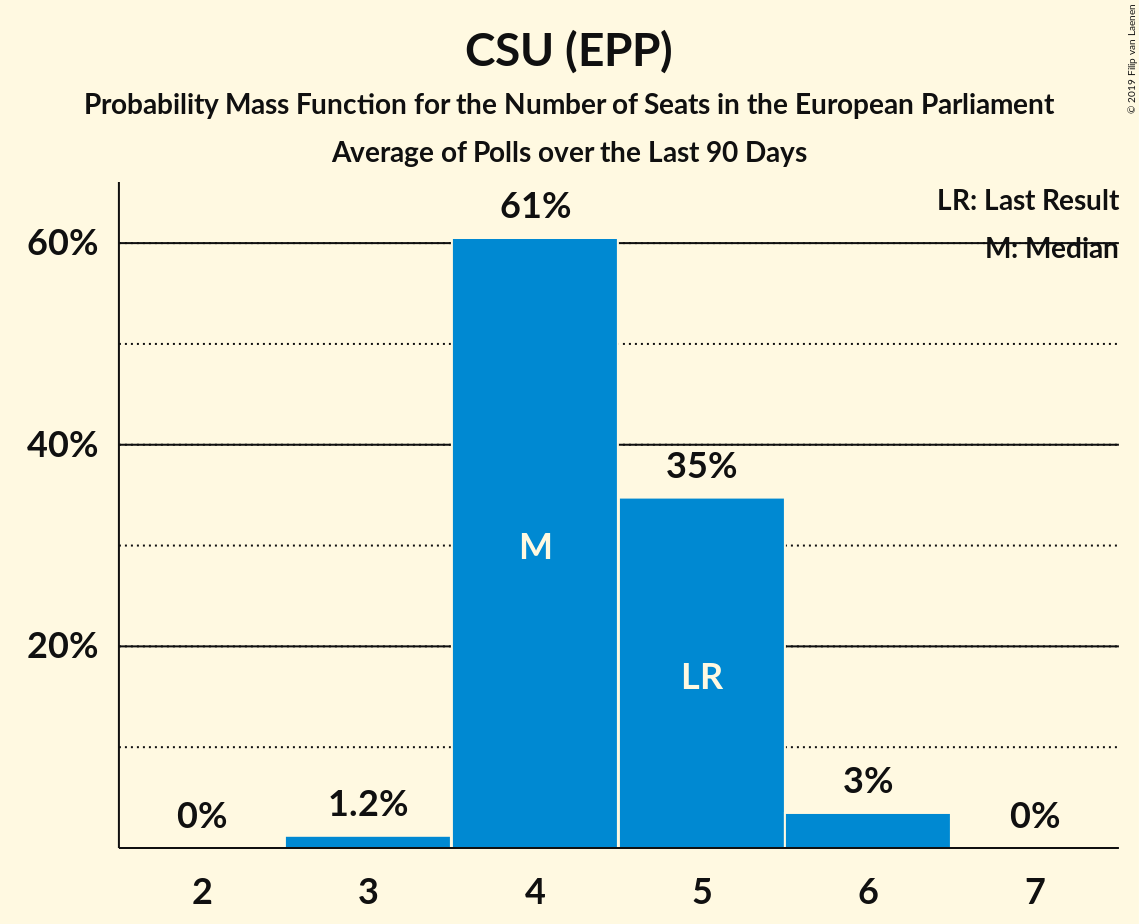 CSU (EPP)
Probability Mass Function for the Number of Seats in the European Parliament
Average of Polls over the Last 90 Days
© 2019 Filip van Laenen
LR: Last Result
M: Median
60%
40%
20%
0%
1.2%
61%
35%
3%
0%
M
LR
2
3
4
5
6
7